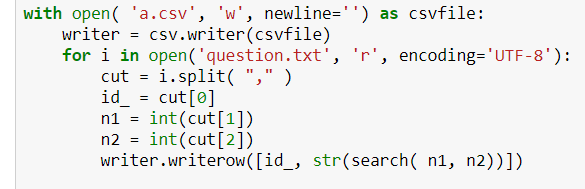 with open( 'a.csv', 'w', newline='') as csvfile:
    writer = csv.writer(csvfile)
    for i in open('question.txt', 'r', encoding='UTF-8'):
        cut = i.split( "," )
        id_ = cut[0]
        n1 = int(cut[1])
        n2 = int(cut[2])
        writer.writerow([id_, str(search( n1, n2))])